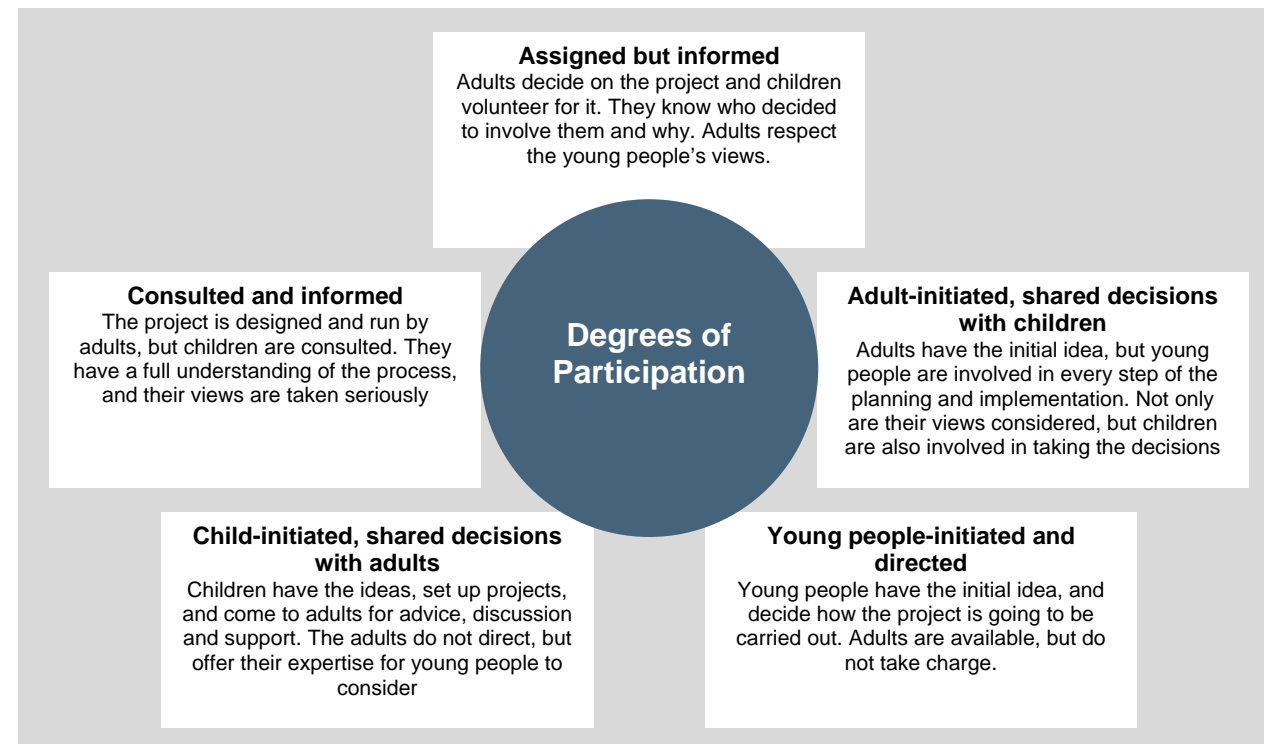 Assigned but informed
Adults decide on the project and children
volunteer for it. They know who decided
to involve them and why. Adults respect
the young people’s views.
Consulted and informed
The project is designed and run by
adults, but children are consulted. They
have a full understanding of the process,
and their views are taken seriously
Degrees of
Participation
Adult-initiated, shared decisions
with children
Adults have the initial idea, but young
people are involved in every step of the
planning and implementation. Not only
are their views considered, but children
are also involved in taking the decisions
Child-initiated, shared decisions
with adults
Children have the ideas, set up projects,
and come to adults for advice, discussion
and support. The adults do not direct, but
offer their expertise for young people to
consider
Young people-initiated and
directed
Young people have the initial idea, and
decide how the project is going to be
carried out. Adults are available, but do
not take charge.